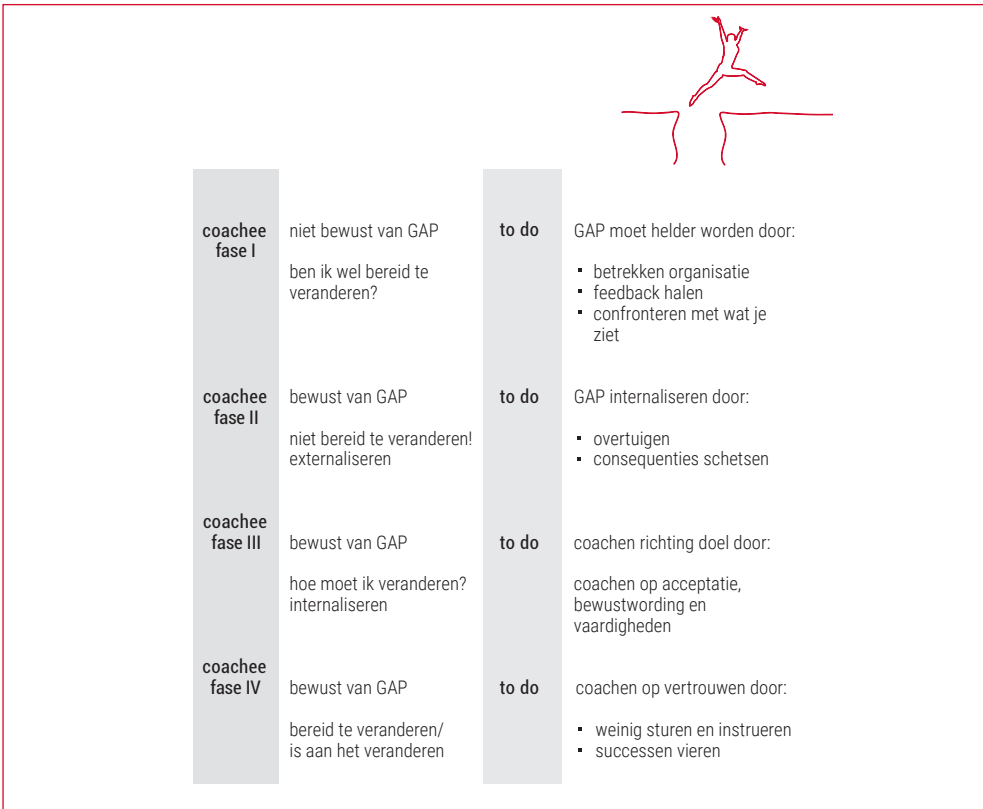 coachee
fase I
niet bewust van GAP
ben ik wel bereid te
veranderen?
to do
GAP moet helder worden door:
▪ betrekken organisatie
▪ feedback halen
▪ confronteren met wat je
ziet
coachee
fase II
bewust van GAP
niet bereid te veranderen!
externaliseren
to do
GAP internaliseren door:
▪ overtuigen
▪ consequenties schetsen
coachee
fase III
bewust van GAP
hoe moet ik veranderen?
internaliseren
to do
coachen richting doel door:
coachen op acceptatie,
bewustwording en
vaardigheden
coachee
fase IV
bewust van GAP
bereid te veranderen/
is aan het veranderen
to do
coachen op vertrouwen door:
▪ weinig sturen en instrueren
▪ successen vieren